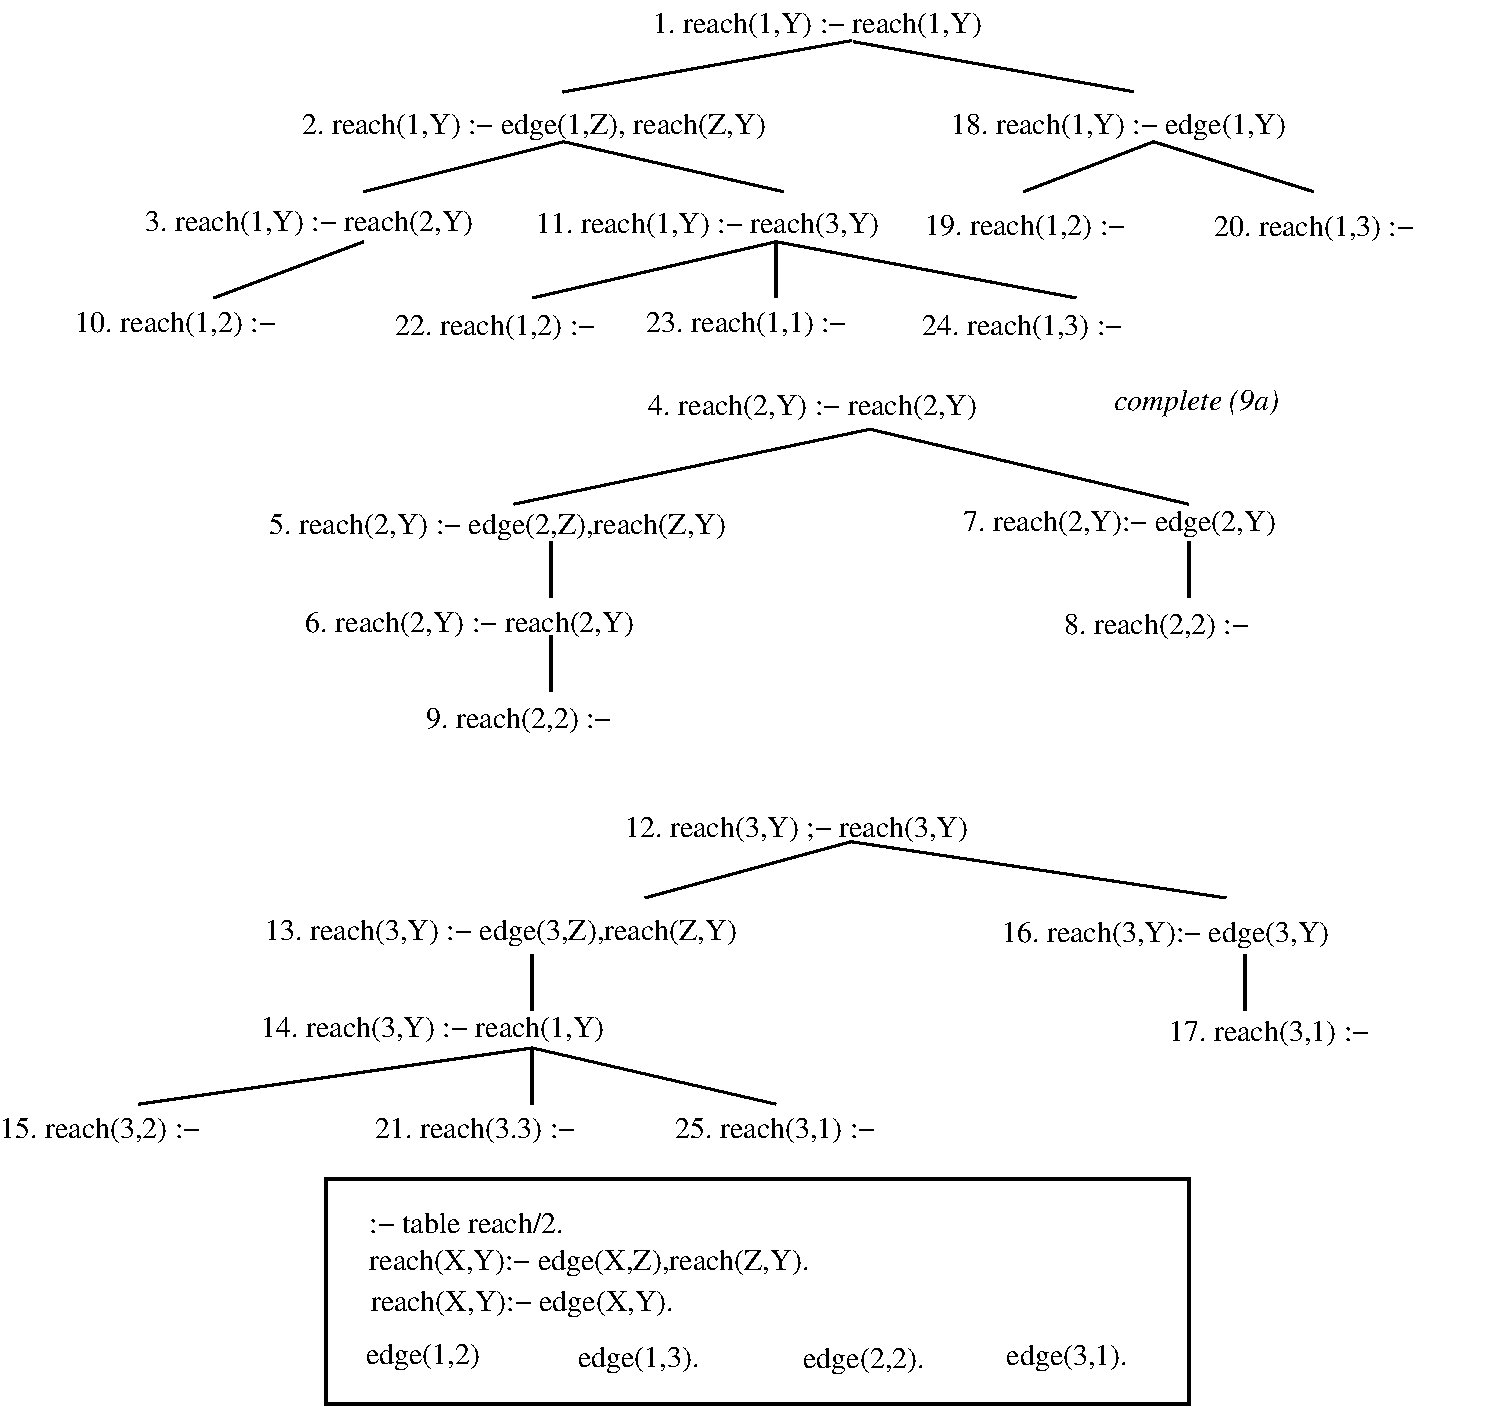 1. reach(1,Y) :− reach(1,Y)
2. reach(1,Y) :− edge(1,Z), reach(Z,Y)
18. reach(1,Y) :− edge(1,Y)
3. reach(1,Y) :− reach(2,Y)
11. reach(1,Y) :− reach(3,Y)
19. reach(1,2) :−
20. reach(1,3) :−
10. reach(1,2) :−
22. reach(1,2) :−
23. reach(1,1) :−
24. reach(1,3) :−
4. reach(2,Y) :− reach(2,Y)
complete (9a)
5. reach(2,Y) :− edge(2,Z),reach(Z,Y)
7. reach(2,Y):− edge(2,Y)
6. reach(2,Y) :− reach(2,Y)
8. reach(2,2) :−
9. reach(2,2) :−
12. reach(3,Y) ;− reach(3,Y)
13. reach(3,Y) :− edge(3,Z),reach(Z,Y)
16. reach(3,Y):− edge(3,Y)
14. reach(3,Y) :− reach(1,Y)
17. reach(3,1) :−
15. reach(3,2) :−
21. reach(3.3) :−
25. reach(3,1) :−
:− table reach/2.
reach(X,Y):− edge(X,Z),reach(Z,Y).
reach(X,Y):− edge(X,Y).
edge(1,2)
edge(1,3).
edge(2,2).
edge(3,1).